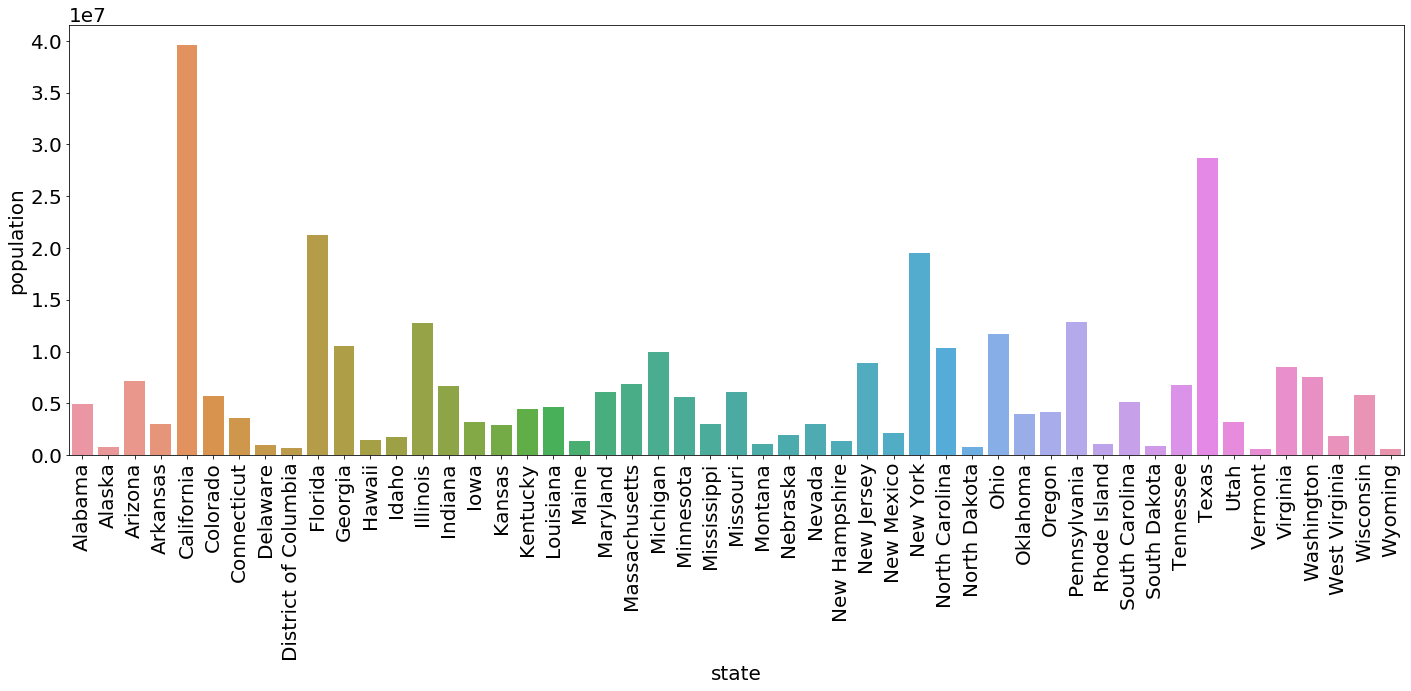 1e7
4.0
3.5
3.0
2.5
2.0
1.5
1.0
0.5
0.0
population
Alabama
Alaska
Arizona
Arkansas
California
Colorado
Connecticut
Delaware
District of Columbia
Florida
Georgia
Hawaii
Idaho
Illinois
Indiana
Iowa
Kansas
Kentucky
Louisiana
Maine
Maryland
Massachusetts
Michigan
Minnesota
Mississippi
Missouri
Montana
Nebraska
Nevada
New Hampshire
New Jersey
New Mexico
New York
North Carolina
North Dakota
Ohio
Oklahoma
Oregon
Pennsylvania
Rhode Island
South Carolina
South Dakota
Tennessee
Texas
Utah
Vermont
Virginia
Washington
West Virginia
Wisconsin
Wyoming
state